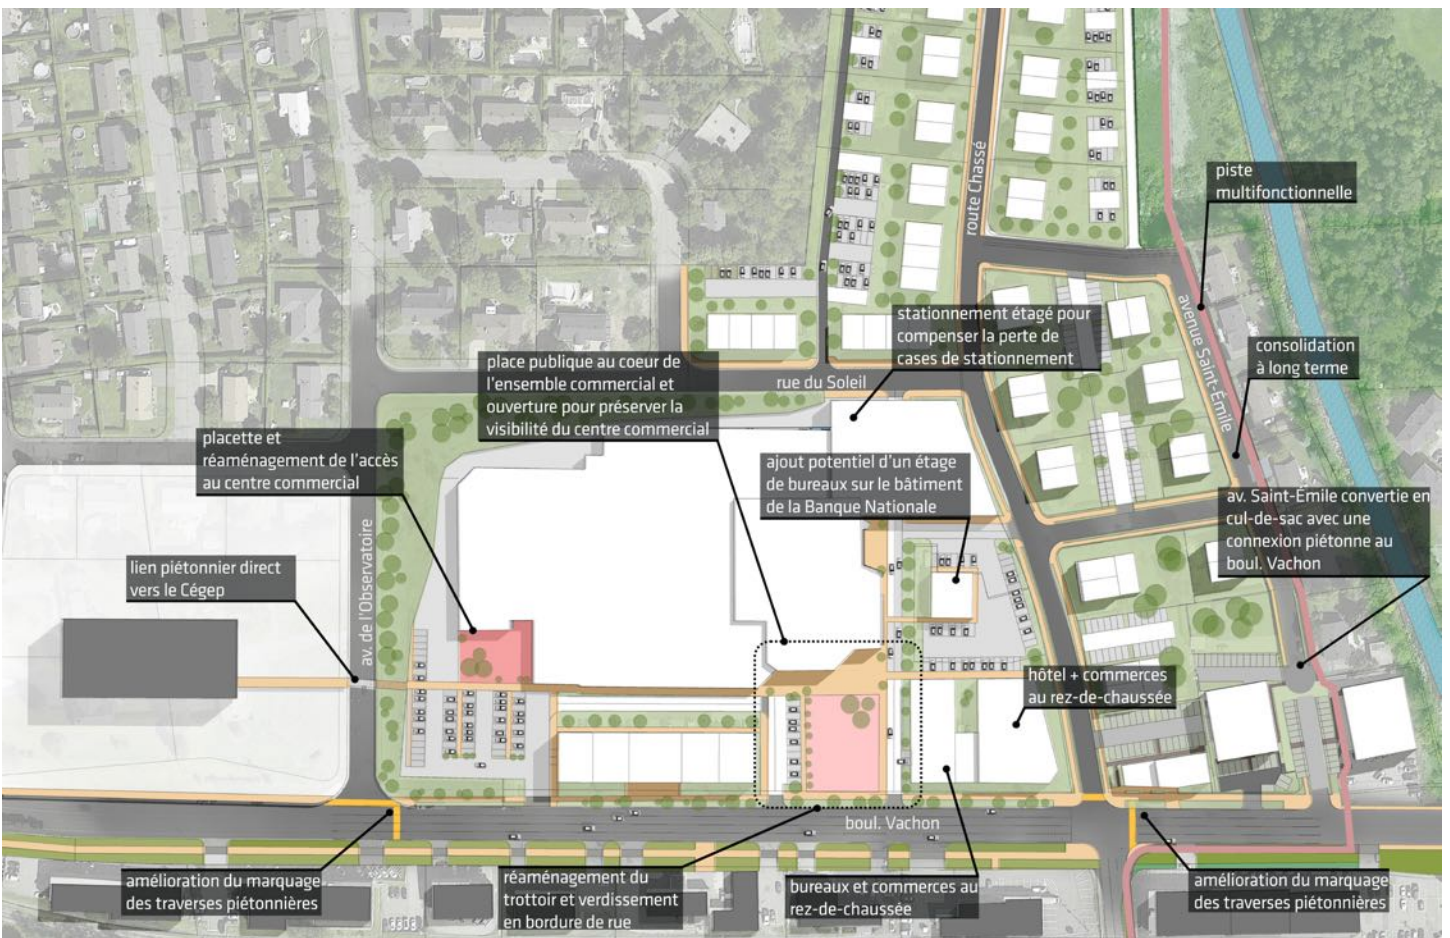 route Chassé
piste
multifonctionnelle
stationnement étagé pour
compenser la perte de
cases de stationnement
avenue Saint-Émile
consolidation
à long terme
place publique au coeur de
l'ensemble commercial et
ouverture pour préserver la
visibilité du centre commercial
rue du Soleil
placette et
réaménagement de l'accès
au centre commercial
ajout potentiel d'un étage
de bureaux sur le bâtiment
de la Banque Nationale
av. Saint-Émile convertie en
cul-de-sac avec une
connexion piétonne au
boul. Vachon
lien piétonnier direct
vers le Cégep
av. de l'Observatoire
hôtel + commerces
au rez-de-chaussée
boul. Vachon
amélioration du marquage
des traverses piétonnières
réaménagement du
trottoir et verdissement
en bordure de rue
bureaux et commerces au
rez-de-chaussée
amélioration du marquage
des traverses piétonnières